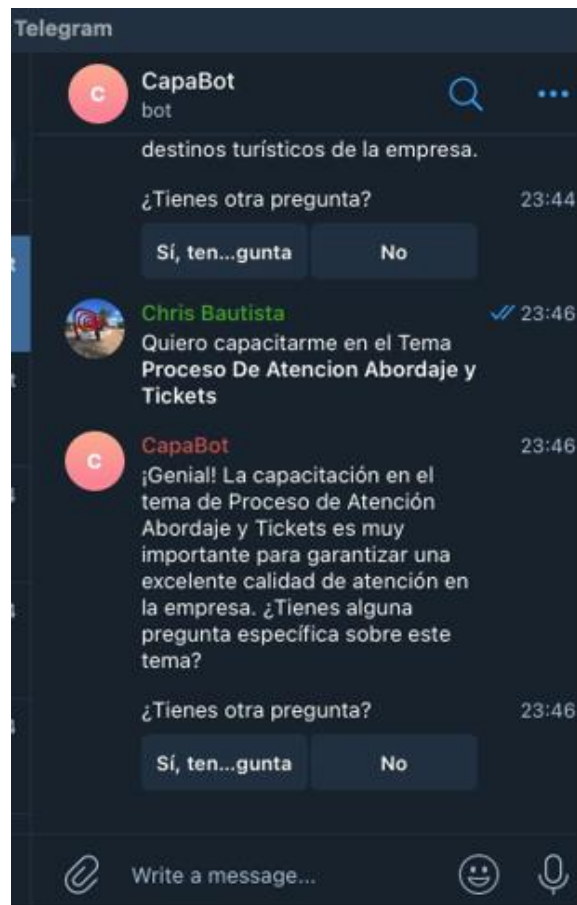 Telegram
C
CapaBot
bot
destinos turísticos de la empresa.
¿Tienes otra pregunta? 23:44
Sí, ten...gunta No
Chris Bautista 23:46
Quiero capacitarme en el Tema
Proceso De Atencion Abordaje y
Tickets
C
CapaBot 23:46
¡Genial! La capacitación en el
tema de Proceso de Atención
Abordaje y Tickets es muy
importante para garantizar una
excelente calidad de atención en
la empresa. ¿Tienes alguna
pregunta específica sobre este
tema?
¿Tienes otra pregunta? 23:46
Sí, ten...gunta No
Write a message...